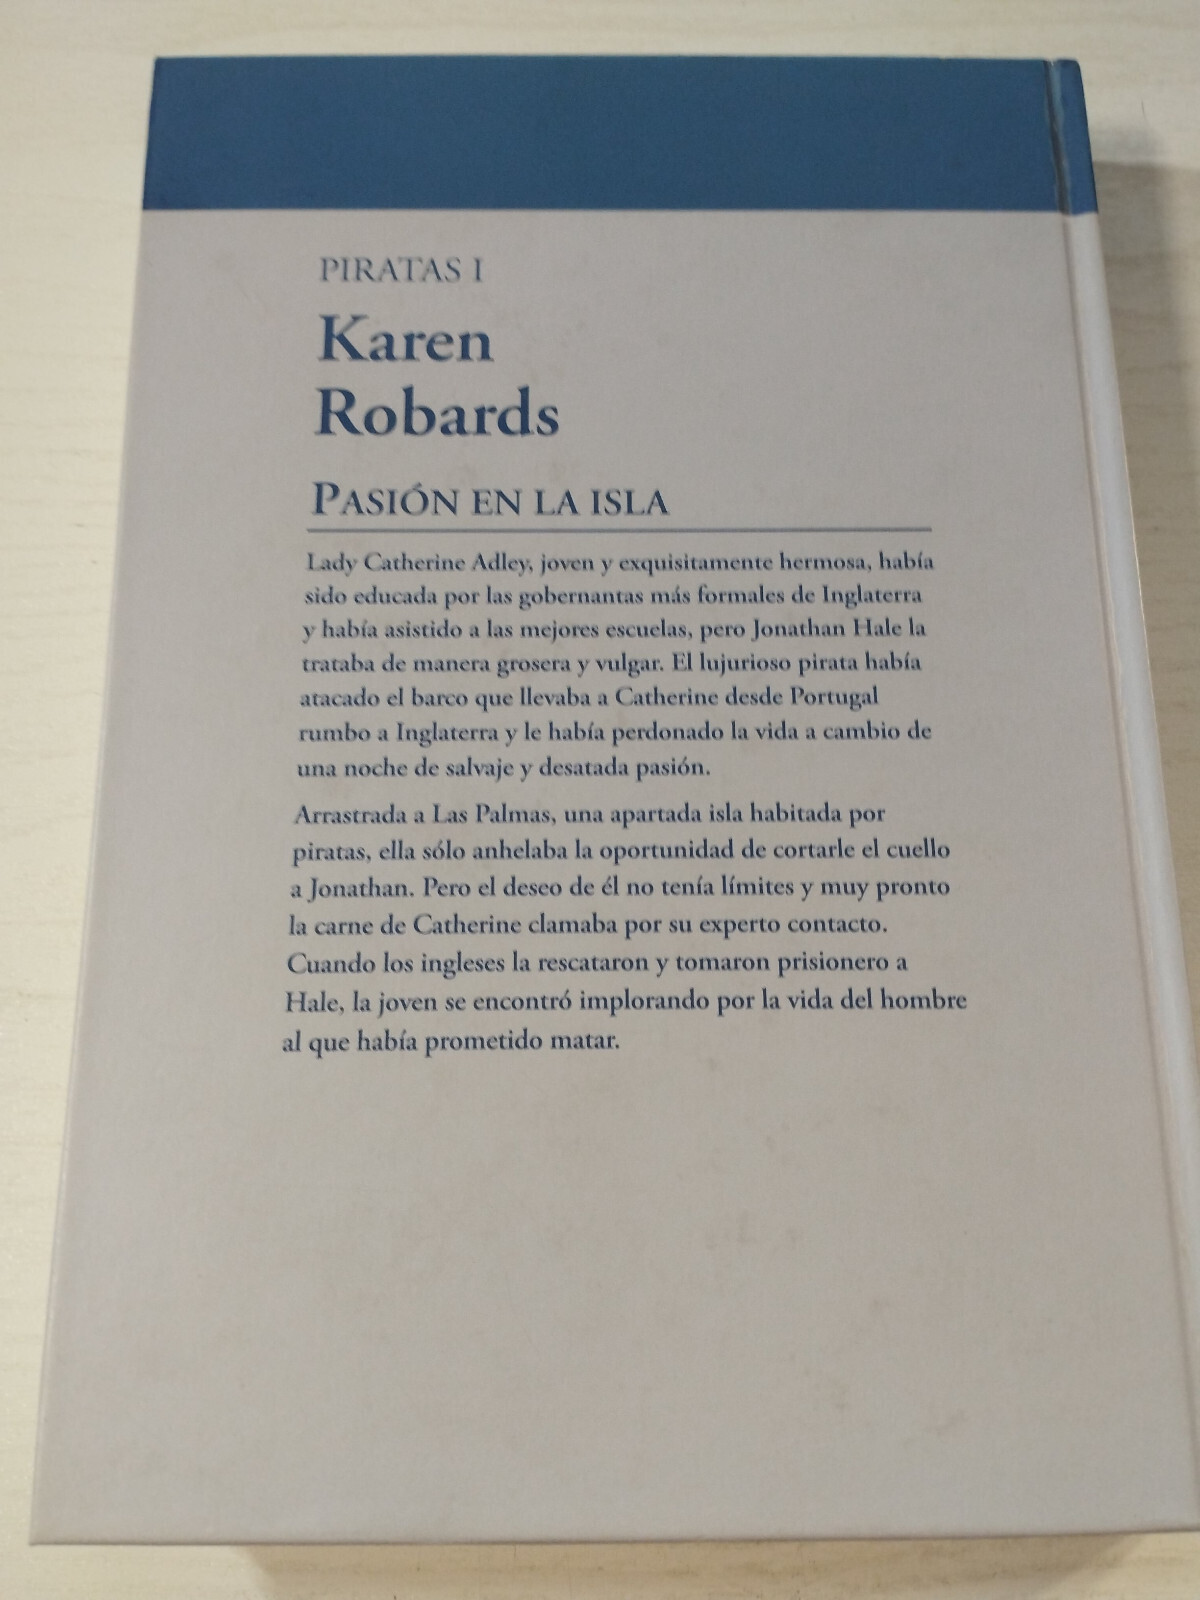 PIRATAS I
Karen
Robards
PASIÓN EN LA ISLA
Lady Catherine Adley, joven y exquisitamente hermosa, había
sido educada por las gobernantas más formales de Inglaterra
y había asistido a las mejores escuelas, pero Jonathan Hale la
trataba de manera grosera y vulgar. El lujurioso pirata había
atacado el barco que llevaba a Catherine desde Portugal
rumbo a Inglaterra y le había perdonado la vida a cambio de
una noche de salvaje y desatada pasión.
Arrastrada a Las Palmas, una apartada isla habitada por
piratas, ella sólo anhelaba la oportunidad de cortarle el cuello
a Jonathan. Pero el deseo de él no tenía límites y muy pronto
la carne de Catherine clamaba por su experto contacto.
Cuando los ingleses la rescataron y tomaron prisionero a
Hale, la joven se encontró implorando por la vida del hombre
al que había prometido matar.